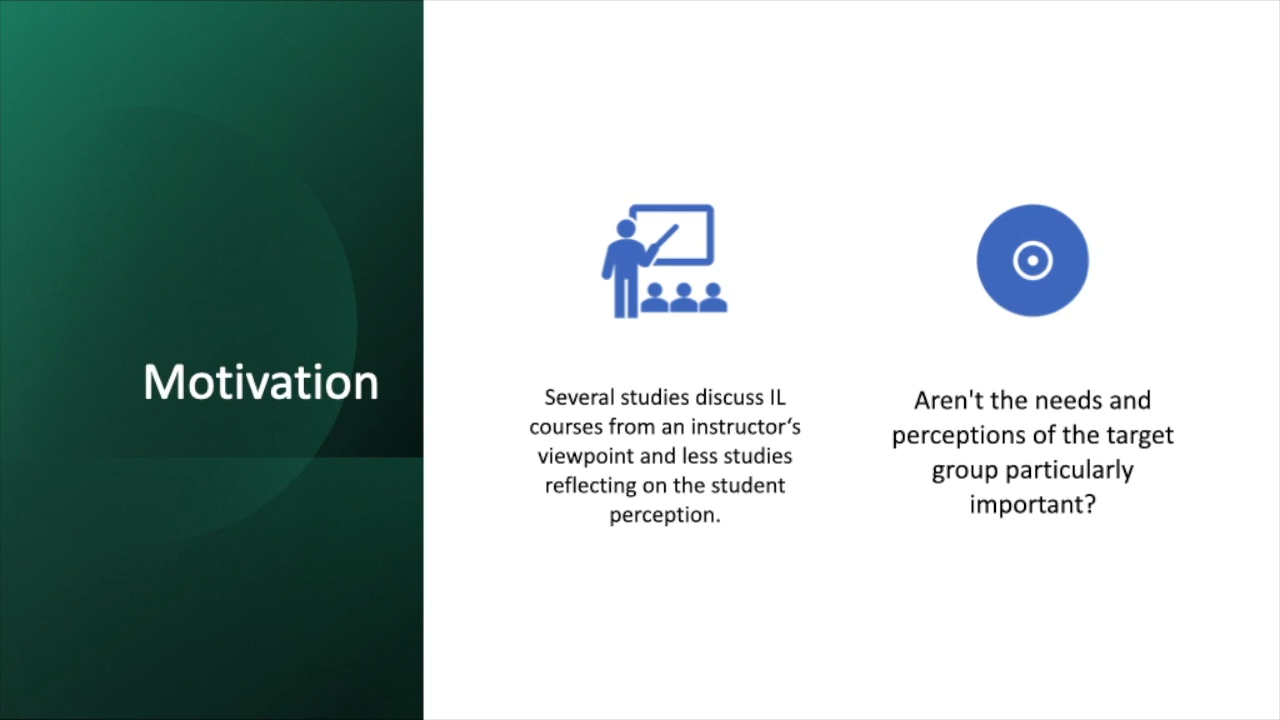 Motivation
Several studies discuss IL
courses from an instructor‘s
viewpoint and less studies
reflecting on the student
perception.
Aren't the needs and
perceptions of the target
group particularly
important?